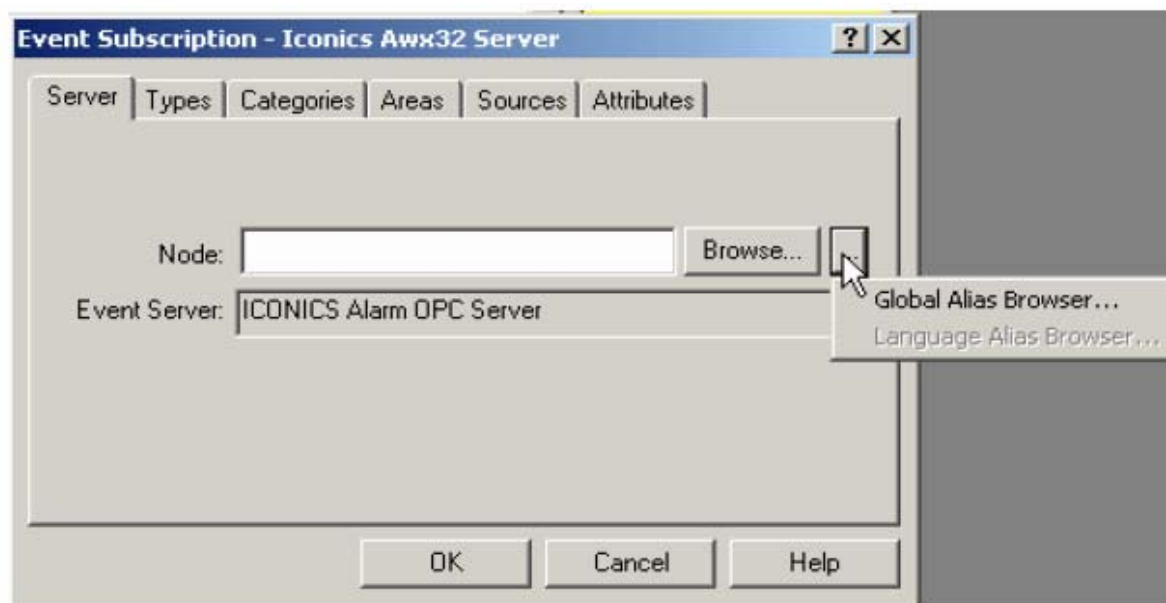 Event Subscription - Iconics Awx32 Server ? X
Server Types Categories Areas Sources Attributes
Node: Browse... ...
Event Server: ICONICS Alarm OPC Server
Global Alias Browser...
Language Alias Browser...
OK Cancel Help